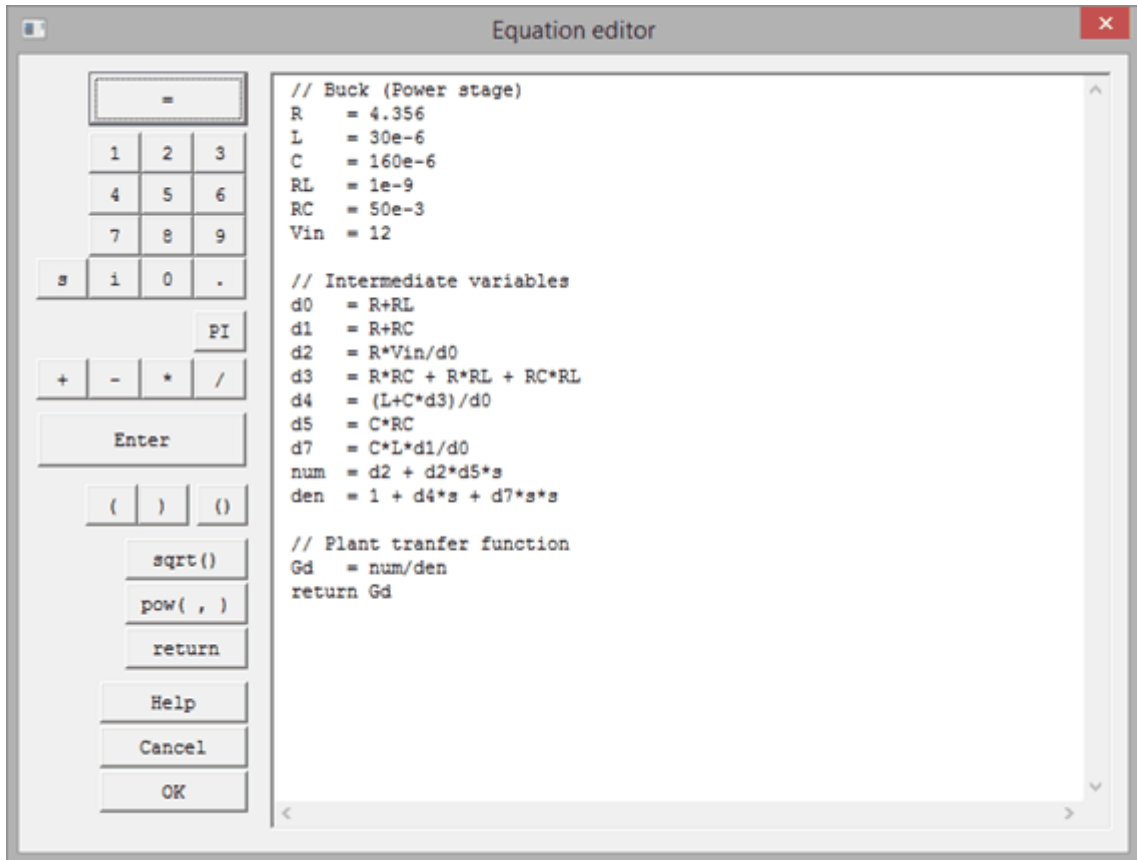 Equation editor
=
1 2 3
4 5 6
7 8 9
s i 0 .
PI
+ - * /
Enter
( ) ()
sqrt()
pow( , )
return
Help
Cancel
OK
// Buck (Power stage)
R = 4.356
L = 30e-6
C = 160e-6
RL = 1e-9
RC = 50e-3
Vin = 12
// Intermediate variables
d0 = R+RL
d1 = R+RC
d2 = R*Vin/d0
d3 = R*RC + R*RL + RC*RL
d4 = (L+C*d3)/d0
d5 = C*RC
d7 = C*L*d1/d0
num = d2 + d2*d5*s
den = 1 + d4*s + d7*s*s
// Plant tranfer function
Gd = num/den
return Gd